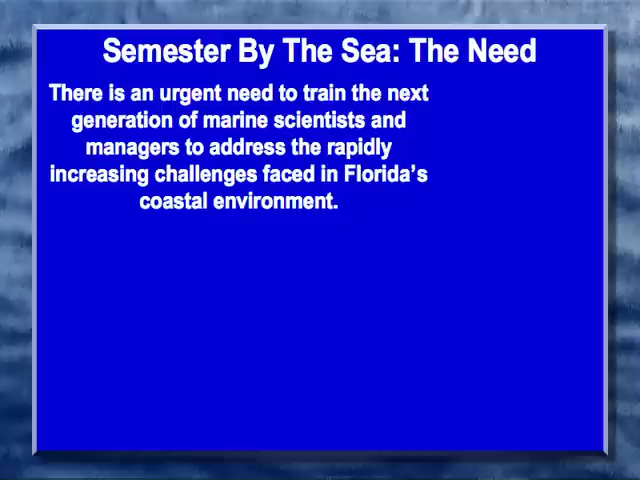 Semester By The Sea: The Need
There is an urgent need to train the next
generation of marine scientists and
managers to address the rapidly
increasing challenges faced in Florida’s
coastal environment.